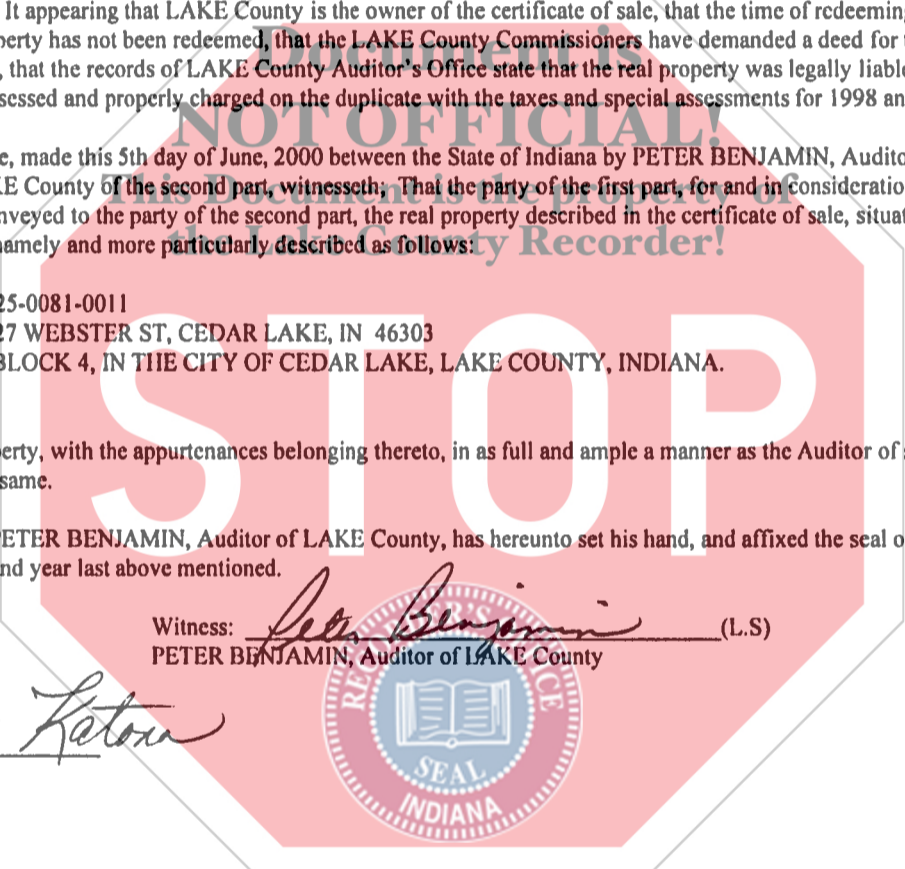 It appearing that LAKE County is the owner of the certificate of sale, that the time of redeeming
perty has not been redeemed, that the LAKE County Commissioners have demanded a deed for
, that the records of LAKE County Auditor's Office state that the real property was legally liable
sessed and properly charged on the duplicate with the taxes and special assessments for 1998 an
Document is
NOT OFFICIAL!
This Document is the property of
the Lake County Recorder!
e, made this 5th day of June, 2000 between the State of Indiana by PETER BENJAMIN, Audito
KE County of the second part, witnesseth; That the party of the first part, for and in consideratio
nveyed to the party of the second part, the real property described in the certificate of sale, situat
namely and more particularly described as follows:
25-0081-0011
27 WEBSTER ST, CEDAR LAKE, IN 46303
BLOCK 4, IN THE CITY OF CEDAR LAKE, LAKE COUNTY, INDIANA.
STOP
erty, with the appurtenances belonging thereto, in as full and ample a manner as the Auditor of
same.
PETER BENJAMIN, Auditor of LAKE County, has hereunto set his hand, and affixed the seal o
nd year last above mentioned.
Witness: Peter Benjamin (L.S)
PETER BENJAMIN, Auditor of LAKE County
Katona
RECORDER'S OFFICE
SEAL
INDIANA